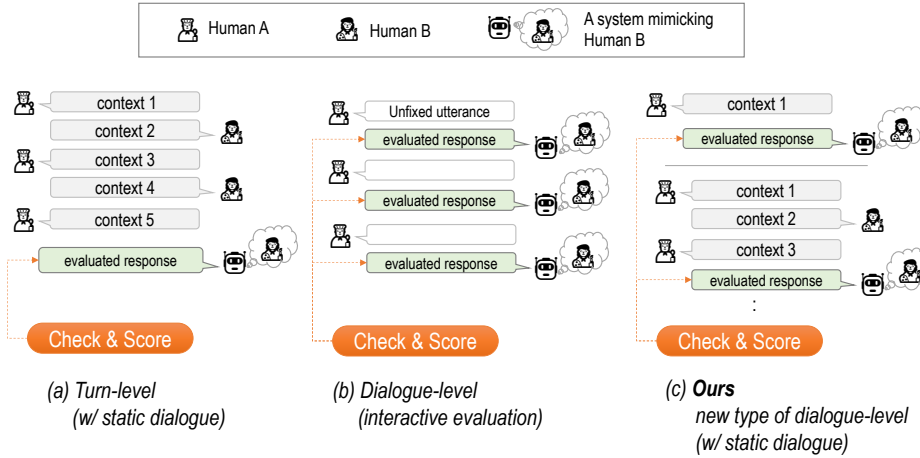 Human A
Human B
A system mimicking
Human B
context 1
context 2
context 3
context 4
context 5
evaluated response
Check & Score
(a) Turn-level
(w/ static dialogue)
Unfixed utterance
evaluated response
evaluated response
evaluated response
Check & Score
(b) Dialogue-level
(interactive evaluation)
context 1
evaluated response
context 1
context 2
context 3
evaluated response
:
Check & Score
(c) Ours
new type of dialogue-level
(w/ static dialogue)